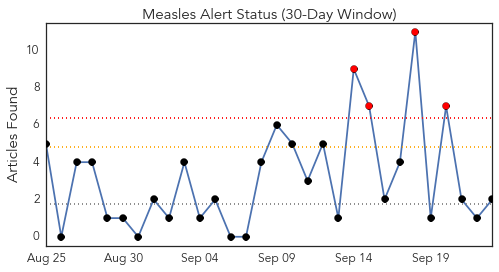 Measles Alert Status (30-Day Window)
Articles Found
10
8
6
4
2
0
Aug 25 Aug 30 Sep 04 Sep 09 Sep 14 Sep 19